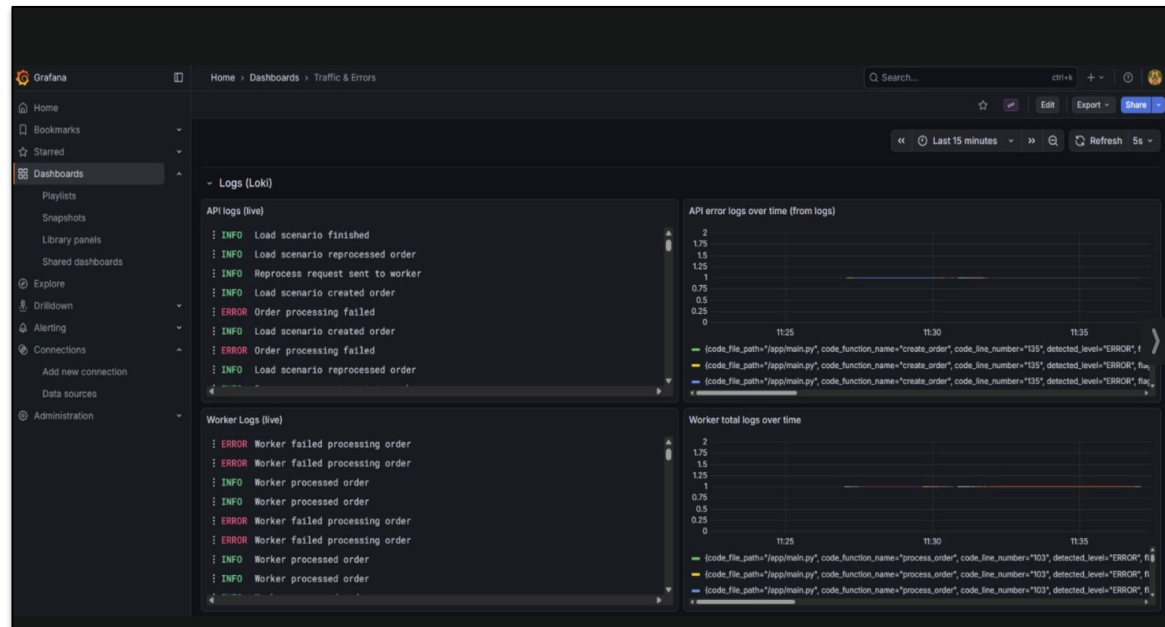 Grafana
Home › Dashboards › Traffic & Errors
Search...
ctrl+k
Edit
Export
Share
Last 15 minutes
Refresh 5s
Home
Bookmarks
Starred
Dashboards
Playlists
Snapshots
Library panels
Shared dashboards
Explore
Drilldown
Alerting
Connections
Add new connection
Data sources
Administration
Logs (Loki)
API logs (live)
INFO Load scenario finished
INFO Load scenario reprocessed order
INFO Reprocess request sent to worker
INFO Load scenario created order
ERROR Order processing failed
INFO Load scenario created order
ERROR Order processing failed
INFO Load scenario reprocessed order
API error logs over time (from logs)
2
1.75
1.5
1.25
1
0.75
0.5
0.25
0
11:25 11:30 11:35
{code_file_path="/app/main.py", code_function_name="create_order", code_line_number="135", detected_level="ERROR", f
{code_file_path="/app/main.py", code_function_name="create_order", code_line_number="135", detected_level="ERROR", flag
{code_file_path="/app/main.py", code_function_name="create_order", code_line_number="135", detected_level="ERROR", flag
Worker Logs (live)
ERROR Worker failed processing order
ERROR Worker failed processing order
INFO Worker processed order
INFO Worker processed order
ERROR Worker failed processing order
ERROR Worker failed processing order
INFO Worker processed order
INFO Worker processed order
Worker total logs over time
2
1.75
1.5
1.25
1
0.75
0.5
0.25
0
11:25 11:30 11:35
{code_file_path="/app/main.py", code_function_name="process_order", code_line_number="103", detected_level="ERROR", fl
{code_file_path="/app/main.py", code_function_name="process_order", code_line_number="103", detected_level="ERROR", fl
{code_file_path="/app/main.py", code_function_name="process_order", code_line_number="103", detected_level="ERROR", fl